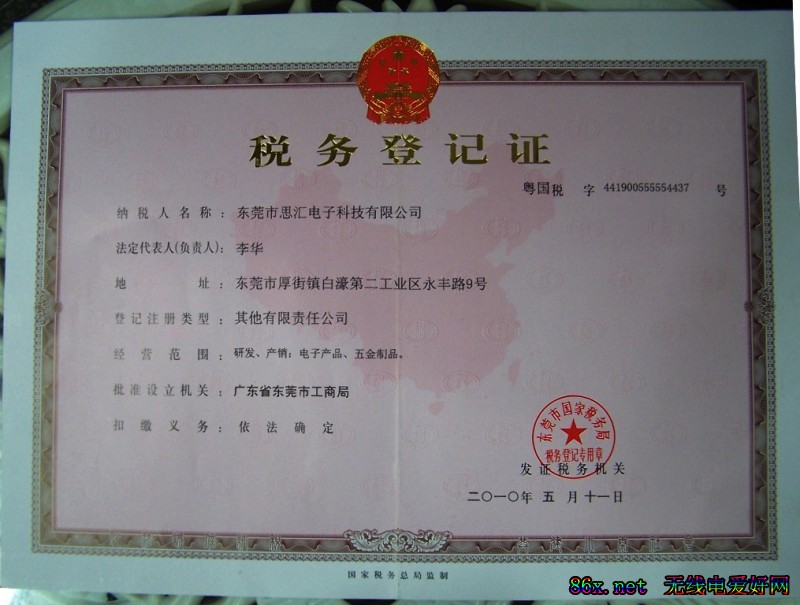 税务登记证
粤国税 字 441900555554437 号
纳税人名称：东莞市思汇电子科技有限公司
法定代表人(负责人)：李华
地址：东莞市厚街镇白濠第二工业区永丰路9号
登记注册类型：其他有限责任公司
经营范围：研发、产销：电子产品、五金制品。
批准设立机关：广东省东莞市工商局
扣缴义务：依法确定
东莞市国家税务局
税务登记专用章
发证税务机关
二〇一〇年 五 月 十一日
国家税务总局监制
86x.net 无线电爱好网